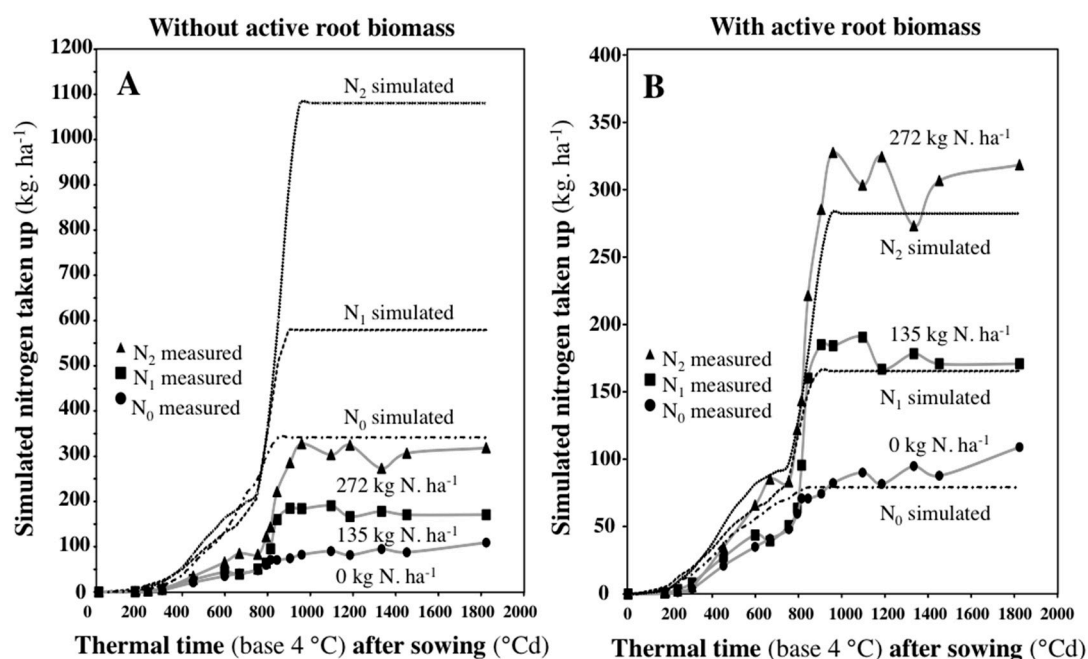 Without active root biomass
Simulated nitrogen taken up (kg. ha-1)
1200
1100
1000
900
800
700
600
500
400
300
200
100
0
A
N2 simulated
N1 simulated
N2 measured
N1 measured
N0 measured
N0 simulated
272 kg N. ha-1
135 kg N. ha-1
0 kg N. ha-1
0 200 400 600 800 1000 1200 1400 1600 1800 2000
Thermal time (base 4 °C) after sowing (°Cd)
With active root biomass
Simulated nitrogen taken up (kg. ha-1)
400
350
300
250
200
150
100
50
0
B
272 kg N. ha-1
N2 simulated
135 kg N. ha-1
N2 measured
N1 measured
N0 measured
N1 simulated
0 kg N. ha-1
N0 simulated
0 200 400 600 800 1000 1200 1400 1600 1800 2000
Thermal time (base 4 °C) after sowing (°Cd)